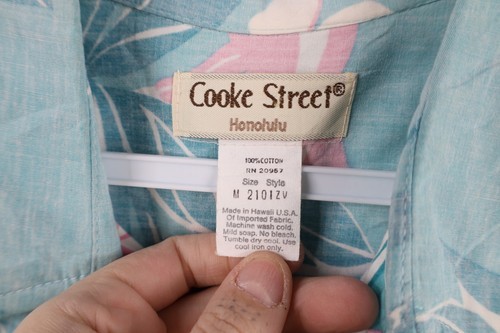 Cooke Street®
Honolulu
100% COTTON
RN 20957
Size Style
M 2101ZV
Made in Hawaii U.S.A.
Of Imported Fabric.
Machine wash cold.
Mild soap. No bleach.
Tumble dry cool. Use
cool iron only.